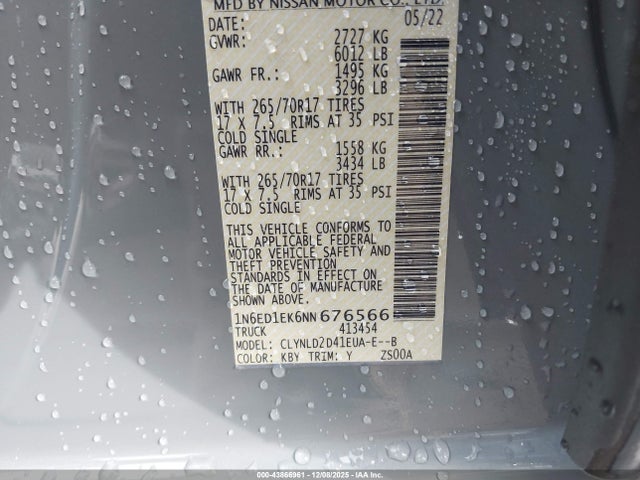 MFD BY NISSAN MOTOR CO., LTD.
DATE: 05/22
GVWR: 2727 KG
6012 LB
GAWR FR.: 1495 KG
3296 LB
WITH 265/70R17 TIRES
17 X 7.5 RIMS AT 35 PSI
COLD SINGLE
GAWR RR.: 1558 KG
3434 LB
WITH 265/70R17 TIRES
17 X 7.5 RIMS AT 35 PSI
COLD SINGLE
THIS VEHICLE CONFORMS TO
ALL APPLICABLE FEDERAL
MOTOR VEHICLE SAFETY AND
THEFT PREVENTION
STANDARDS IN EFFECT ON
THE DATE OF MANUFACTURE
SHOWN ABOVE.
1N6ED1EK6NN676566
TRUCK 413454
MODEL: CLYNLD2D41EUA-E--B
COLOR: KBY TRIM: Y ZS00A
000-43866961 | 12/08/2025 | IAAI.com